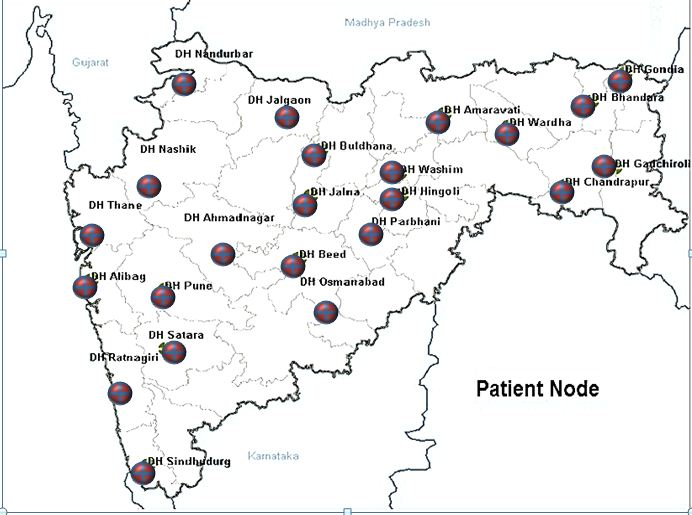 Madhya Pradesh
DH Nandurbar
Gujarat
DH Gondia
DH Jalgaon
DH Bhandara
DH Amaravati
DH Wardha
DH Nashik
DH Buldhana
DH Washim
DH Gadchiroli
DH Chandrapur
DH Jalna
DH Hingoli
DH Thane
DH Ahmadnagar
DH Parbhani
DH Beed
DH Alibag
DH Pune
DH Osmanabad
DH Satara
DH Ratnagiri
Patient Node
Karnataka
DH Sindhudurg